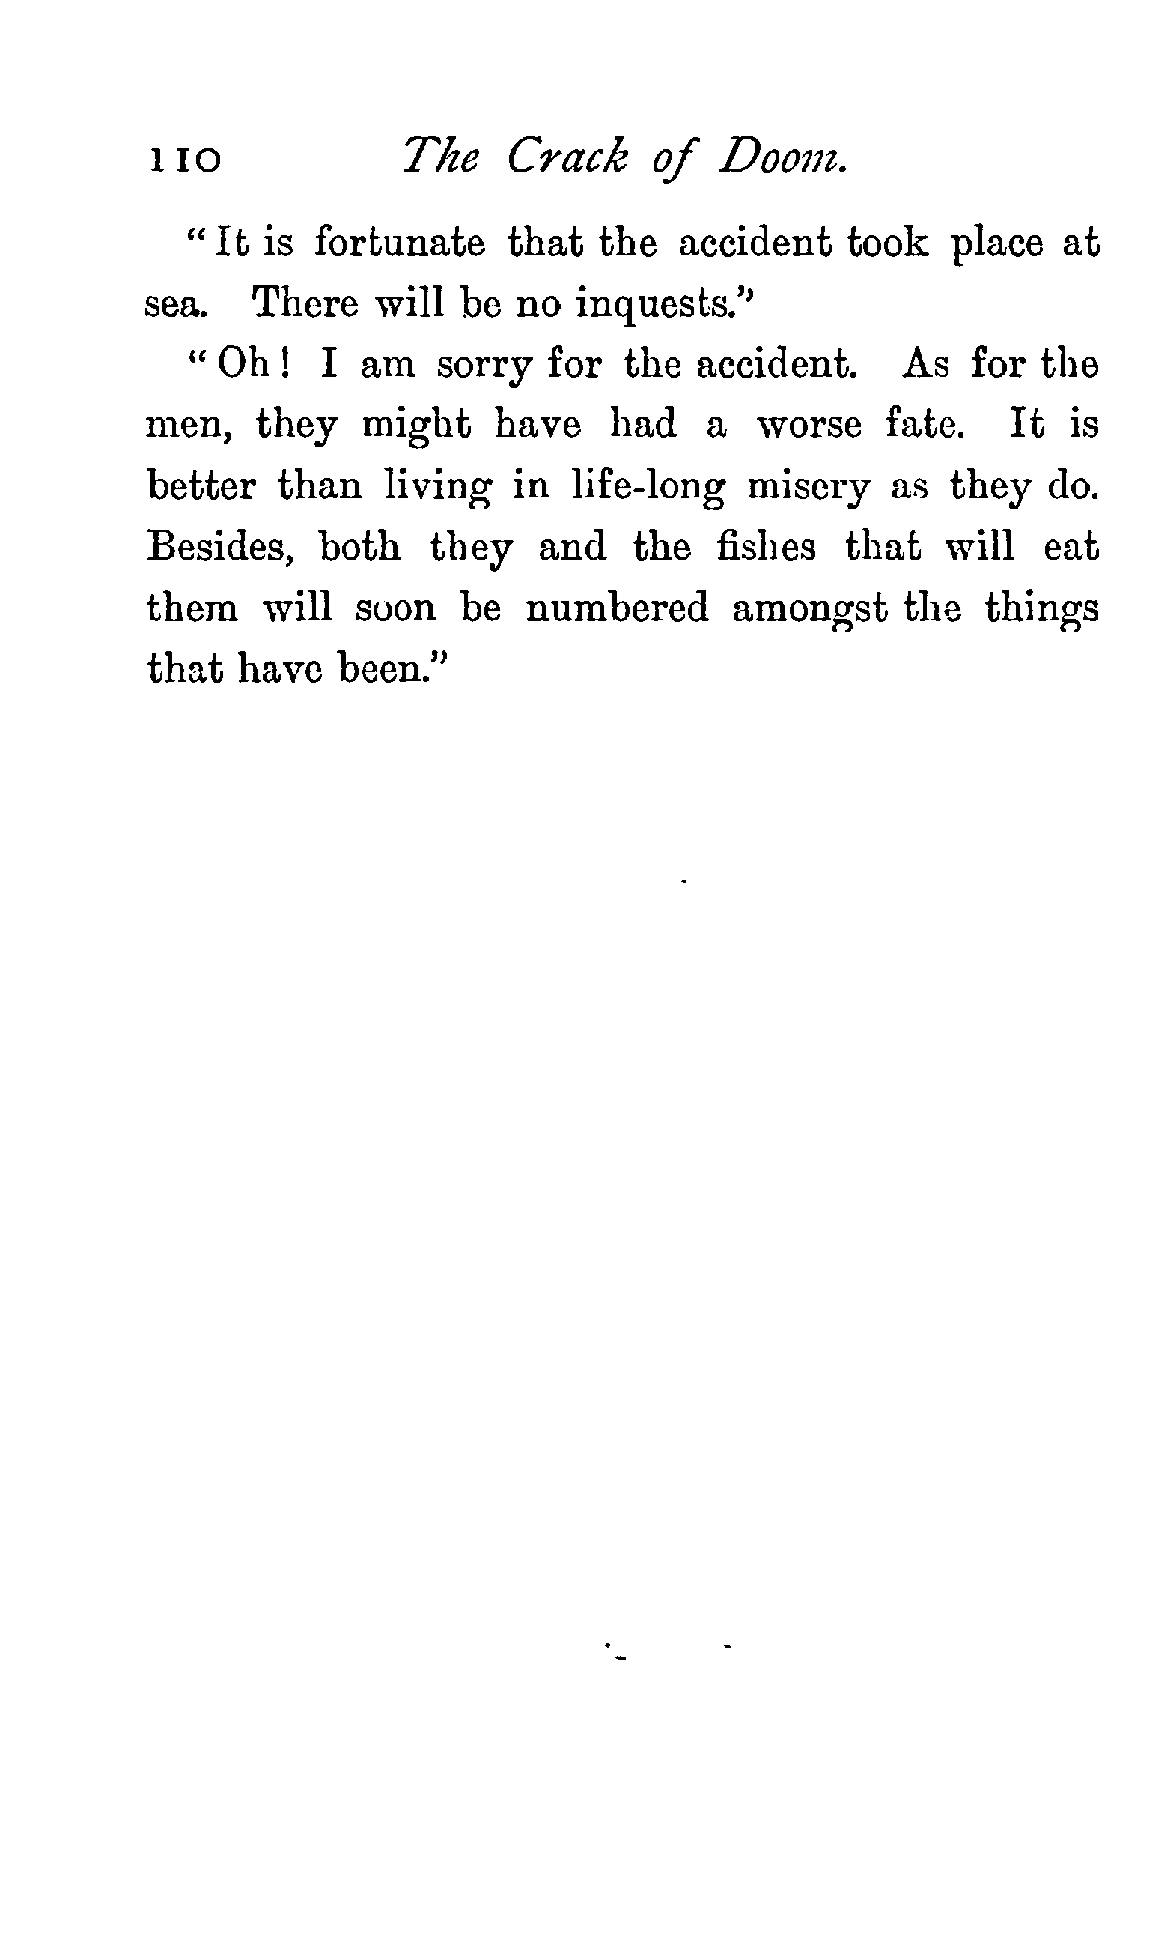 110 The Crack of Doom.
"It is fortunate that the accident took place at
sea. There will be no inquests."
"Oh! I am sorry for the accident. As for the
men, they might have had a worse fate. It is
better than living in life-long misery as they do.
Besides, both they and the fishes that will eat
them will soon be numbered amongst the things
that have been."